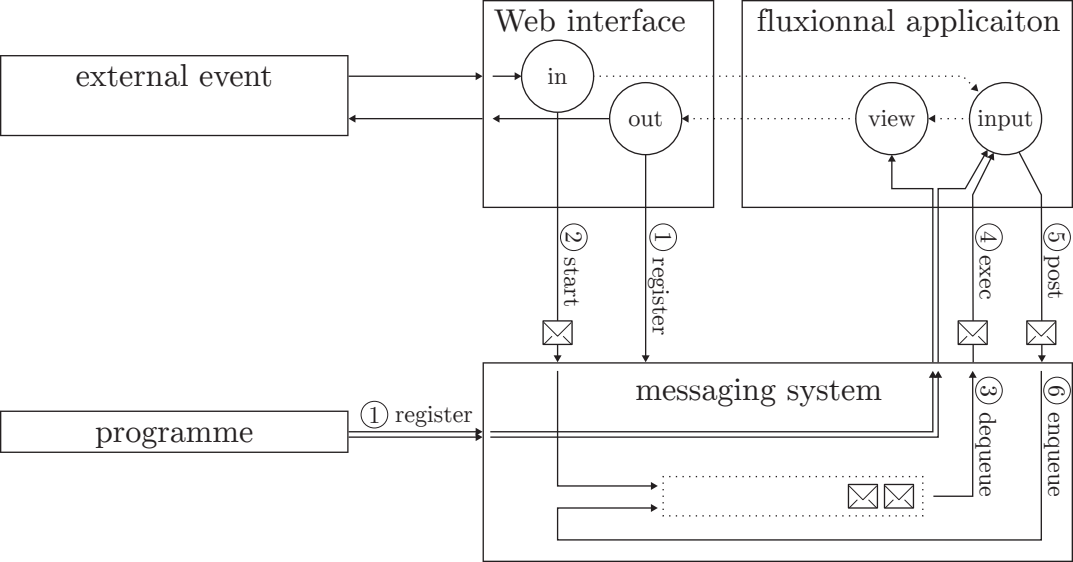 Web interface
fluxionnal applicaiton
external event
in
out
view
input
② start
① register
④ exec
⑤ post
messaging system
① register
programme
③ dequeue
⑥ enqueue